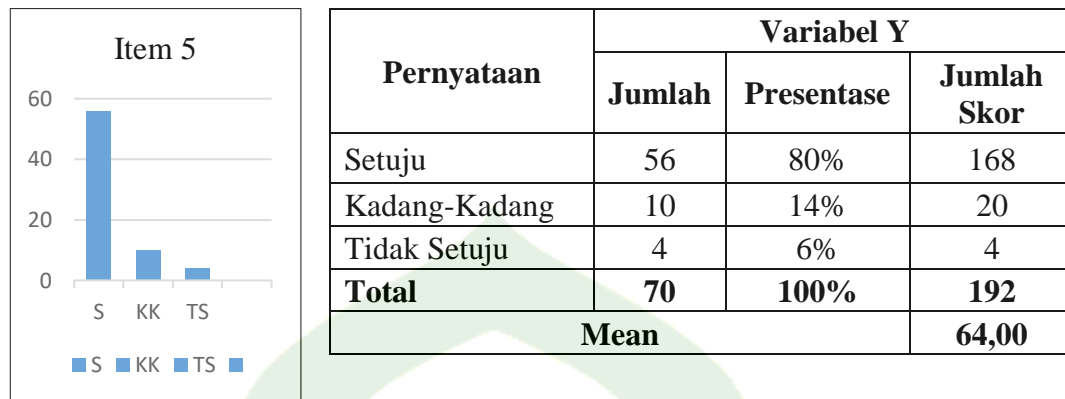 Item 5
60
40
20
0
S KK TS
S KK TS
Pernyataan
Variabel Y
Jumlah Presentase Jumlah Skor
Setuju 56 80% 168
Kadang-Kadang 10 14% 20
Tidak Setuju 4 6% 4
Total 70 100% 192
Mean 64,00